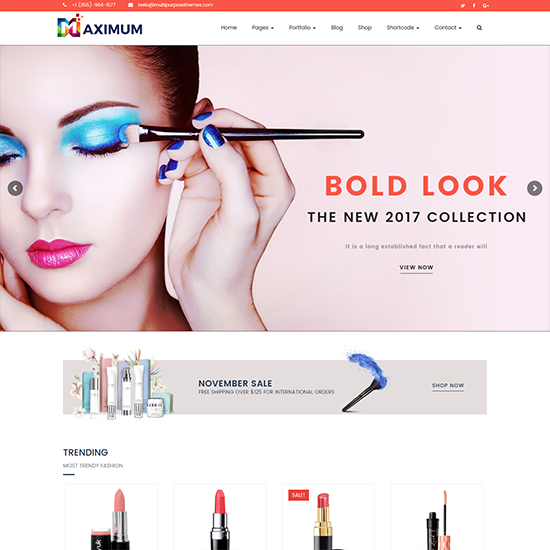 +1 (855)-984-1577 hello@multipurposethemes.com
MAXIMUM
Home Pages Portfolio Blog Shop Shortcode Contact
BOLD LOOK
THE NEW 2017 COLLECTION
It is a long established fact that a reader will
VIEW NOW
NOVEMBER SALE
FREE SHIPPING OVER $125 FOR INTERNATIONAL ORDERS
SHOP NOW
TRENDING
MOST TRENDY FASHION
SALE!